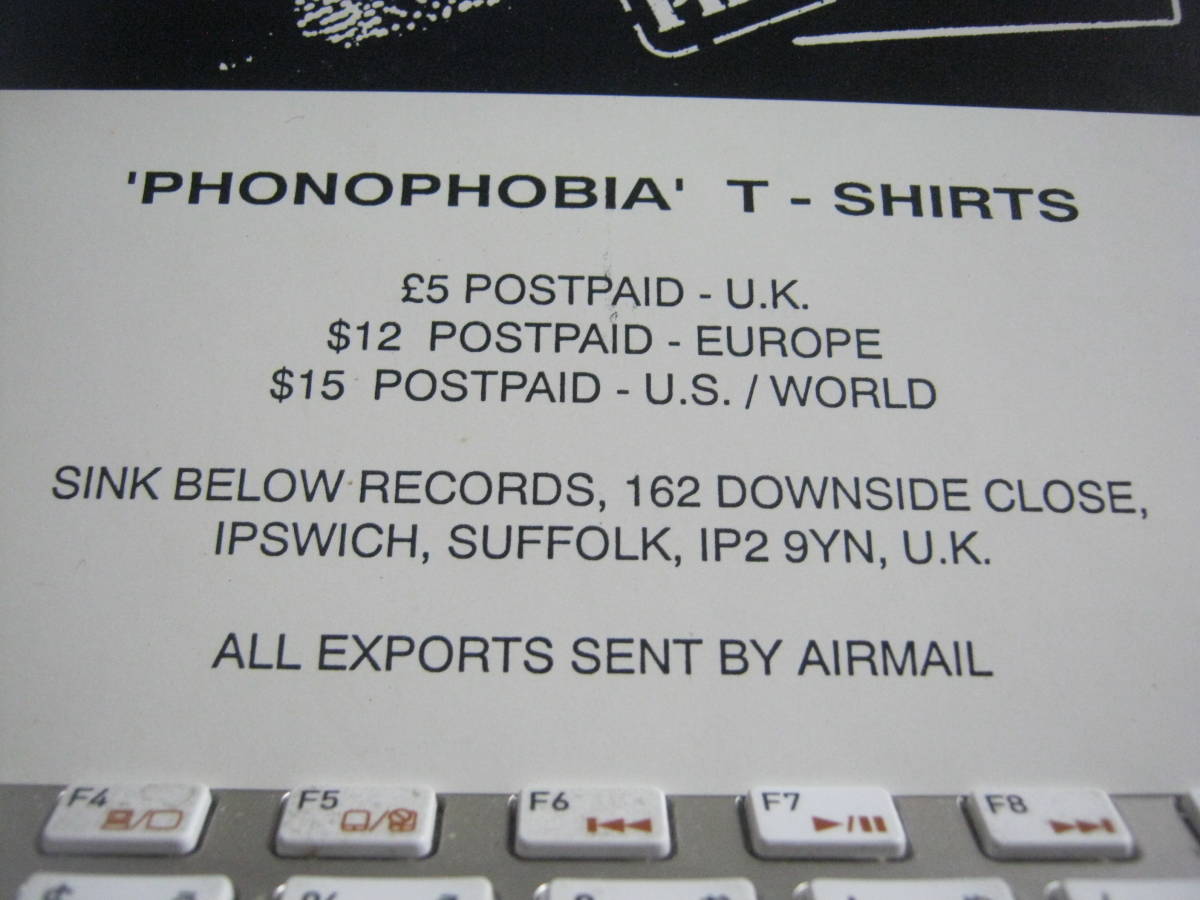 'PHONOPHOBIA' T - SHIRTS
£5 POSTPAID - U.K.
$12 POSTPAID - EUROPE
$15 POSTPAID - U.S. / WORLD
SINK BELOW RECORDS, 162 DOWNSIDE CLOSE,
IPSWICH, SUFFOLK, IP2 9YN, U.K.
ALL EXPORTS SENT BY AIRMAIL
F4 F5 F6 F7 F8